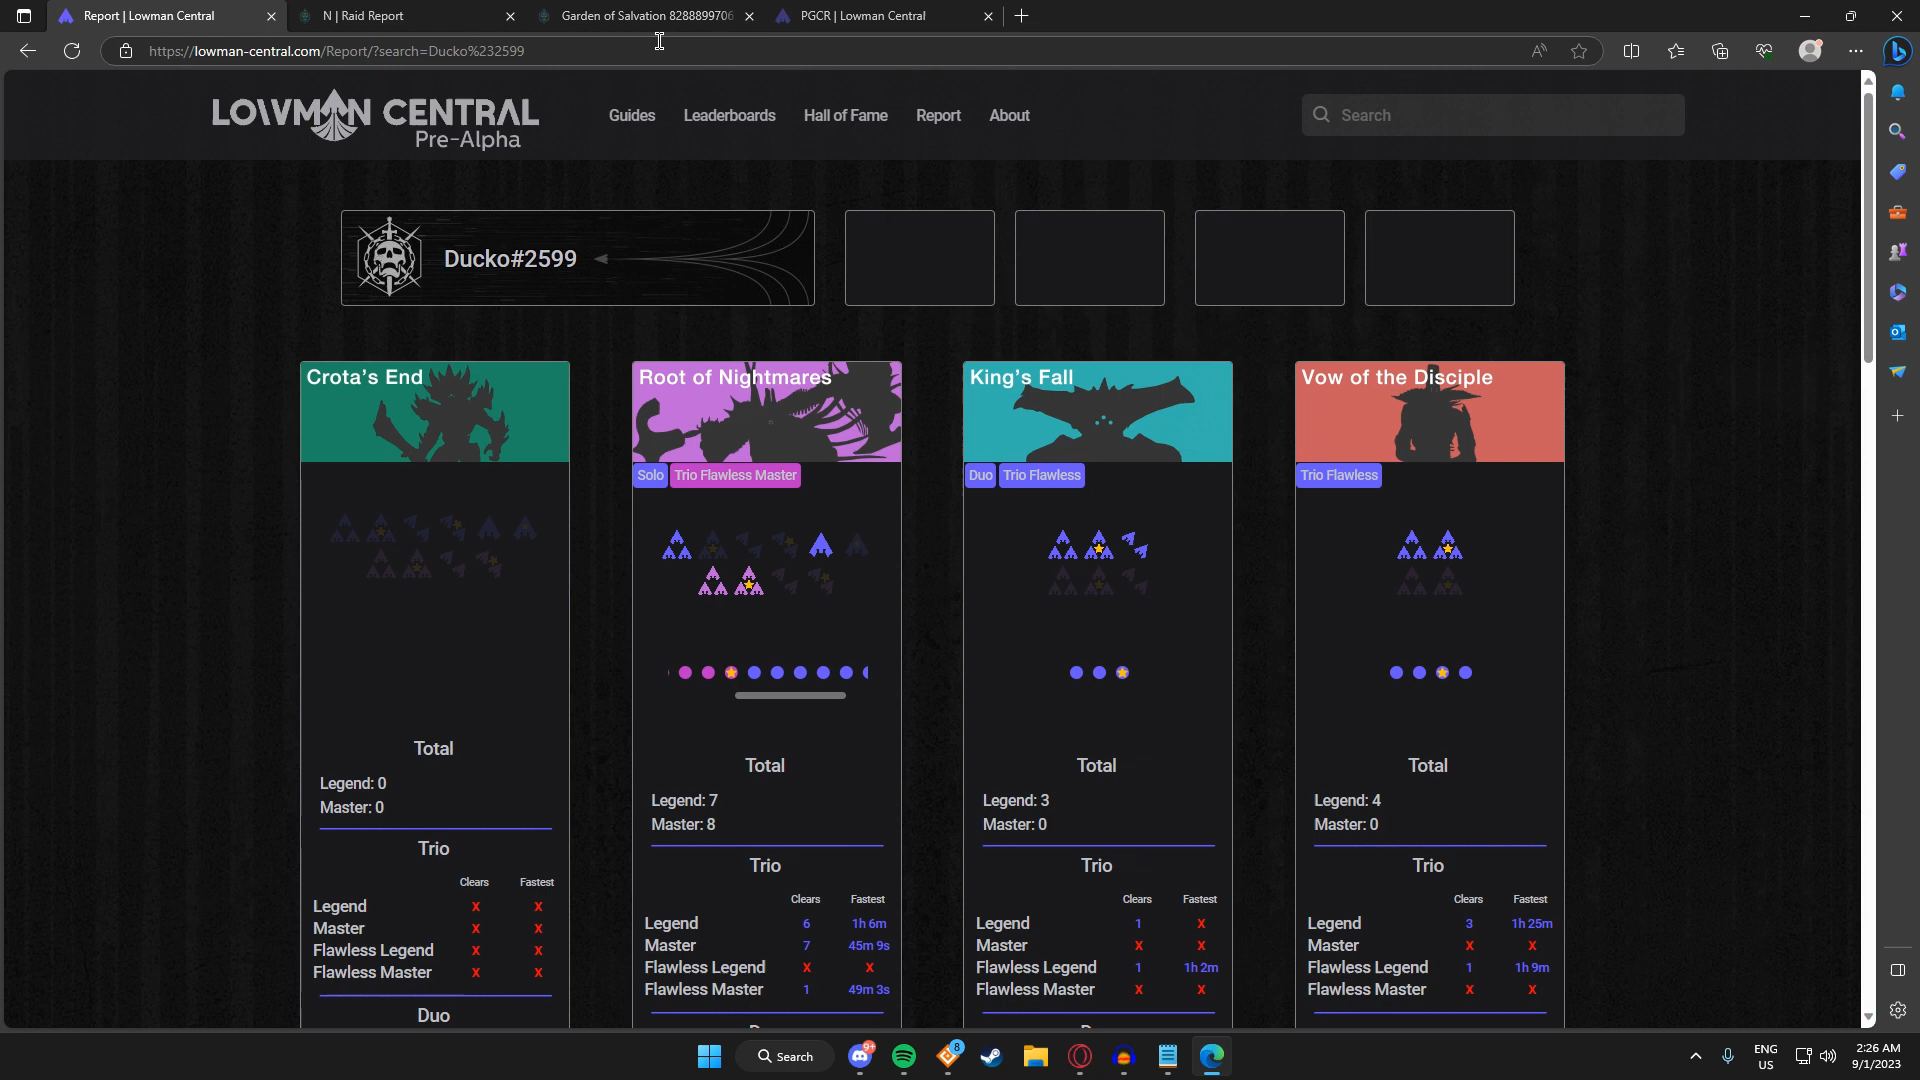 Report | Lowman Central
N | Raid Report
Garden of Salvation 8288899706
PGCR | Lowman Central
https://lowman-central.com/Report/?search=Ducko%232599
LOWMAN CENTRAL
Pre-Alpha
Guides
Leaderboards
Hall of Fame
Report
About
Search
Ducko#2599
Crota's End
Total
Legend: 0
Master: 0
Trio
Clears Fastest
Legend X X
Master X X
Flawless Legend X X
Flawless Master X X
Duo
Root of Nightmares
Solo Trio Flawless Master
Total
Legend: 7
Master: 8
Trio
Clears Fastest
Legend 6 1h 6m
Master 7 45m 9s
Flawless Legend X X
Flawless Master 1 49m 3s
King's Fall
Duo Trio Flawless
Total
Legend: 3
Master: 0
Trio
Clears Fastest
Legend 1 X
Master X X
Flawless Legend 1 1h 2m
Flawless Master X X
Vow of the Disciple
Trio Flawless
Total
Legend: 4
Master: 0
Trio
Clears Fastest
Legend 3 1h 25m
Master X X
Flawless Legend 1 1h 9m
Flawless Master X X
Search
9+
8
ENG
US
2:26 AM
9/1/2023